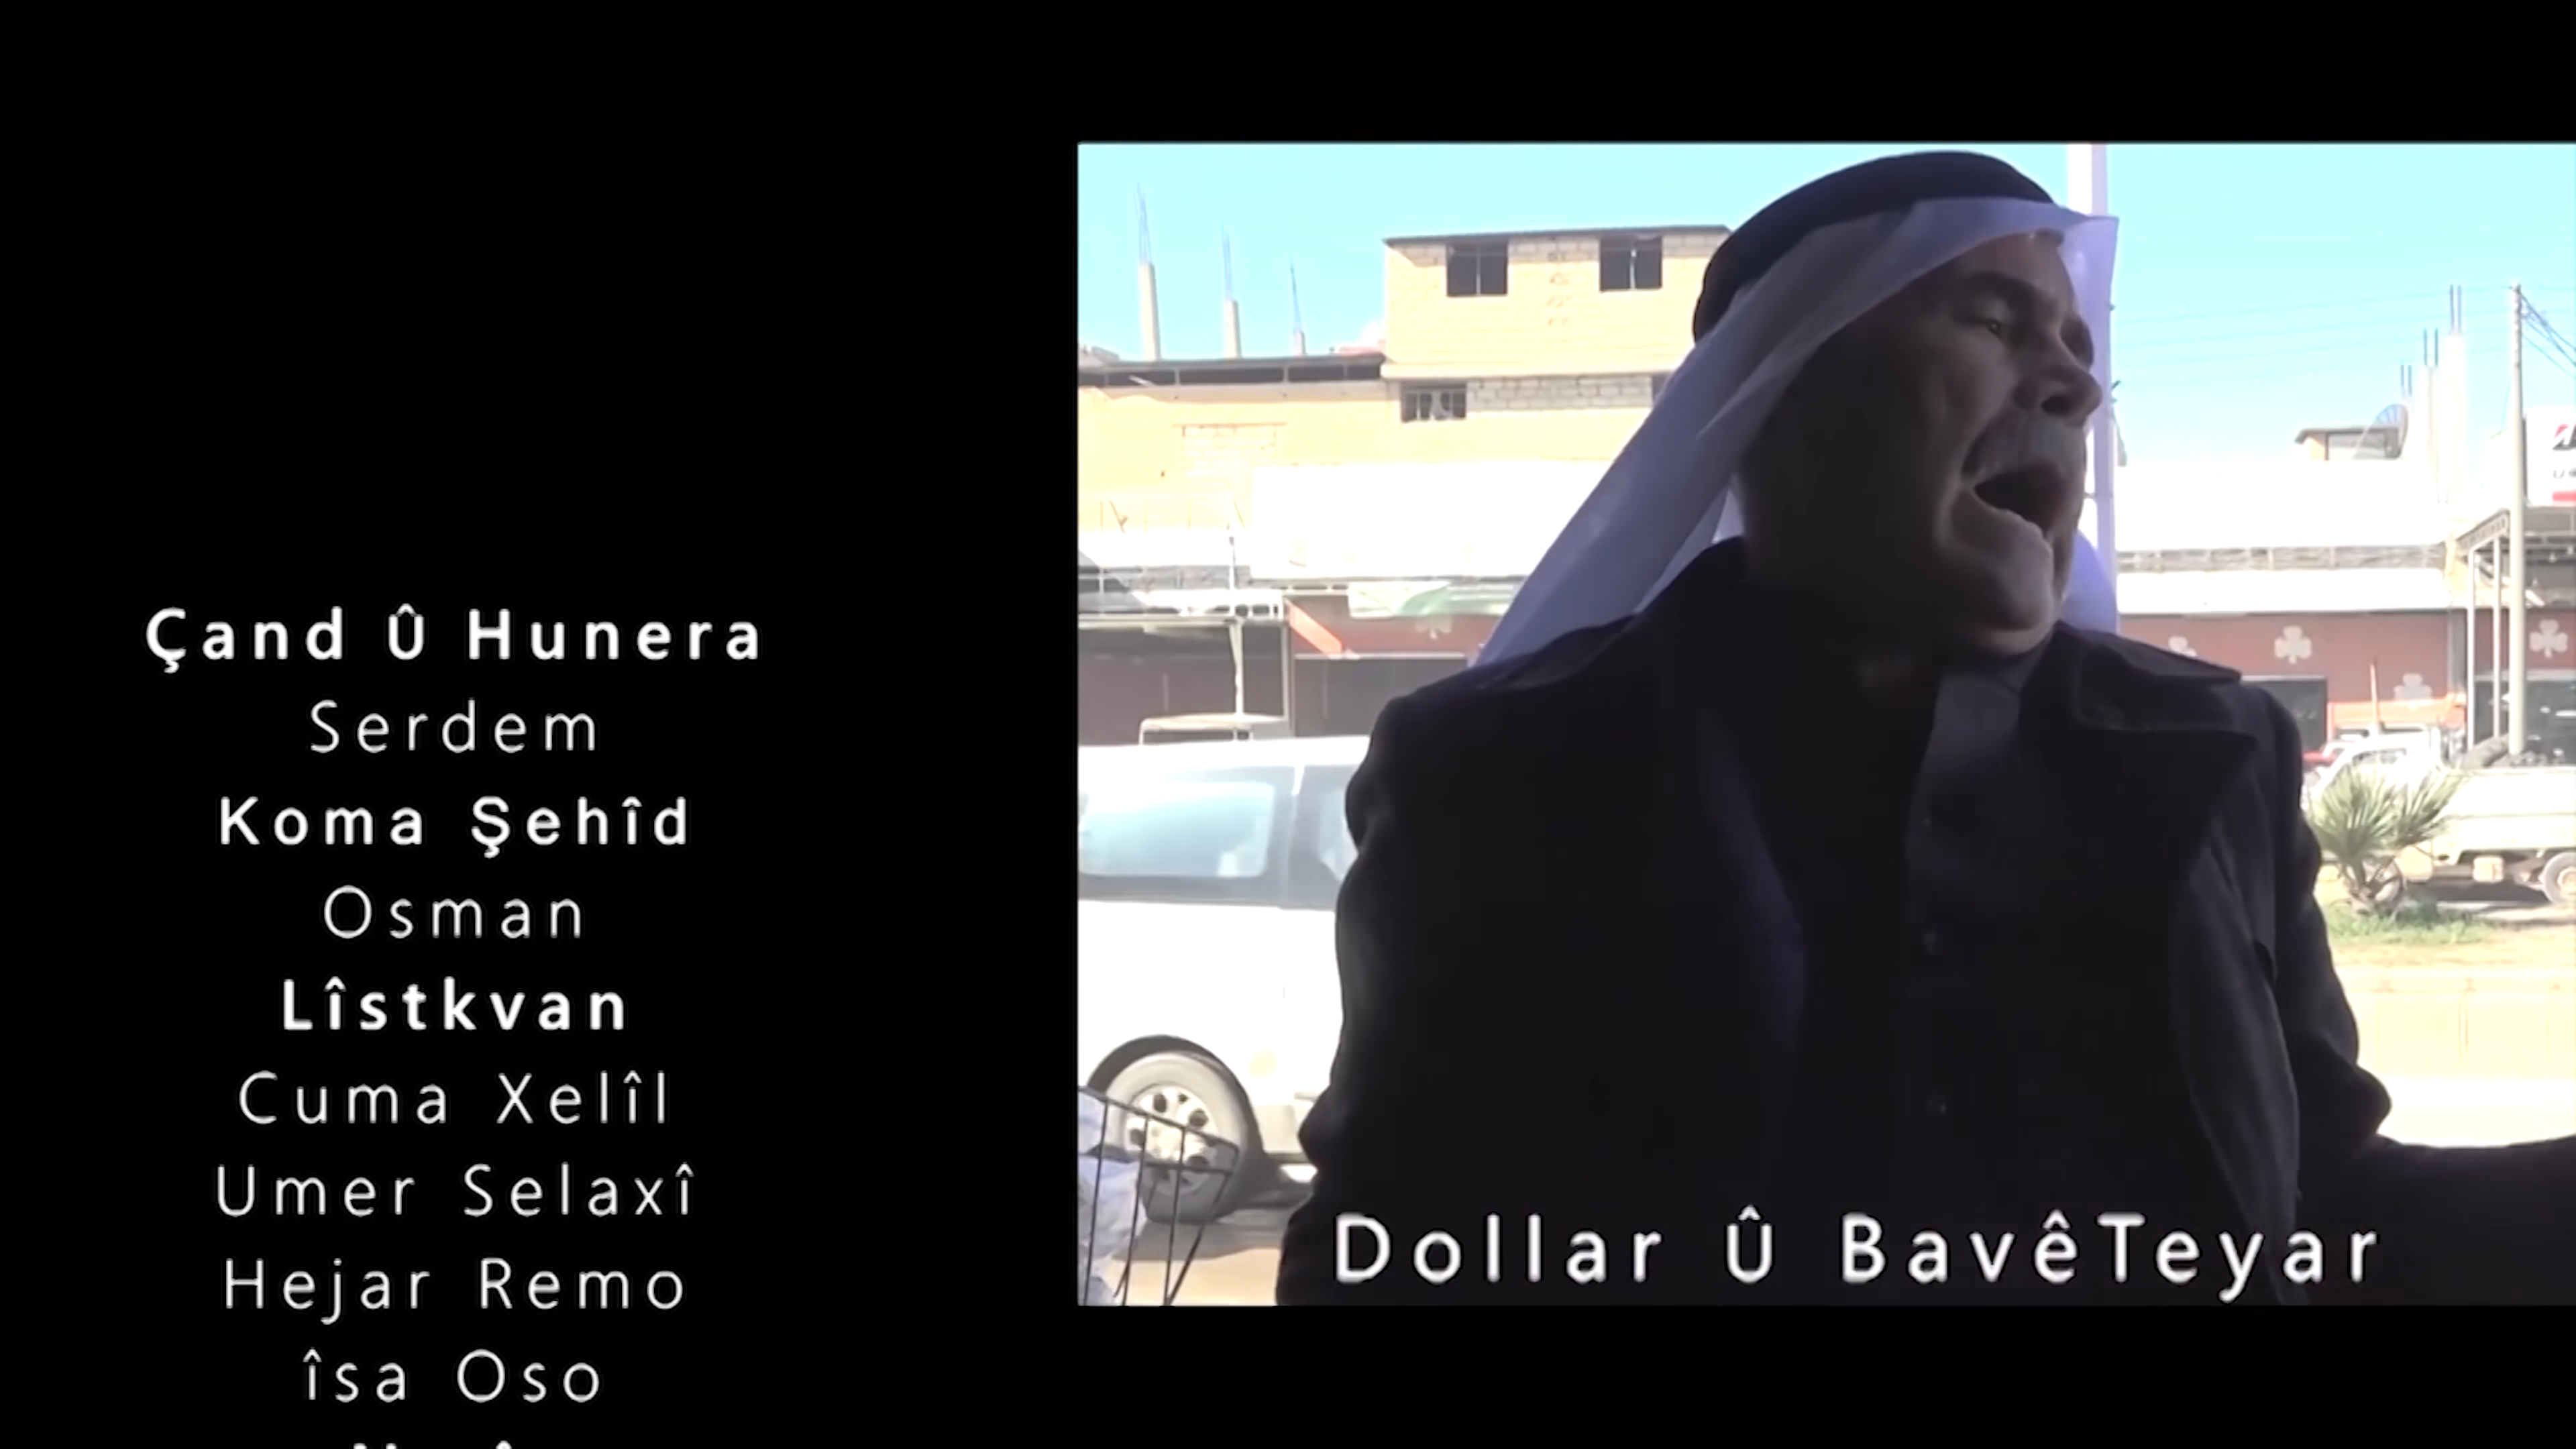 Çand Û Hunera
Serdem
Koma Şehîd
Osman
Lîstkvan
Cuma Xelîl
Umer Selaxî
Hejar Remo
îsa Oso
Dollar Û BavêTeyar